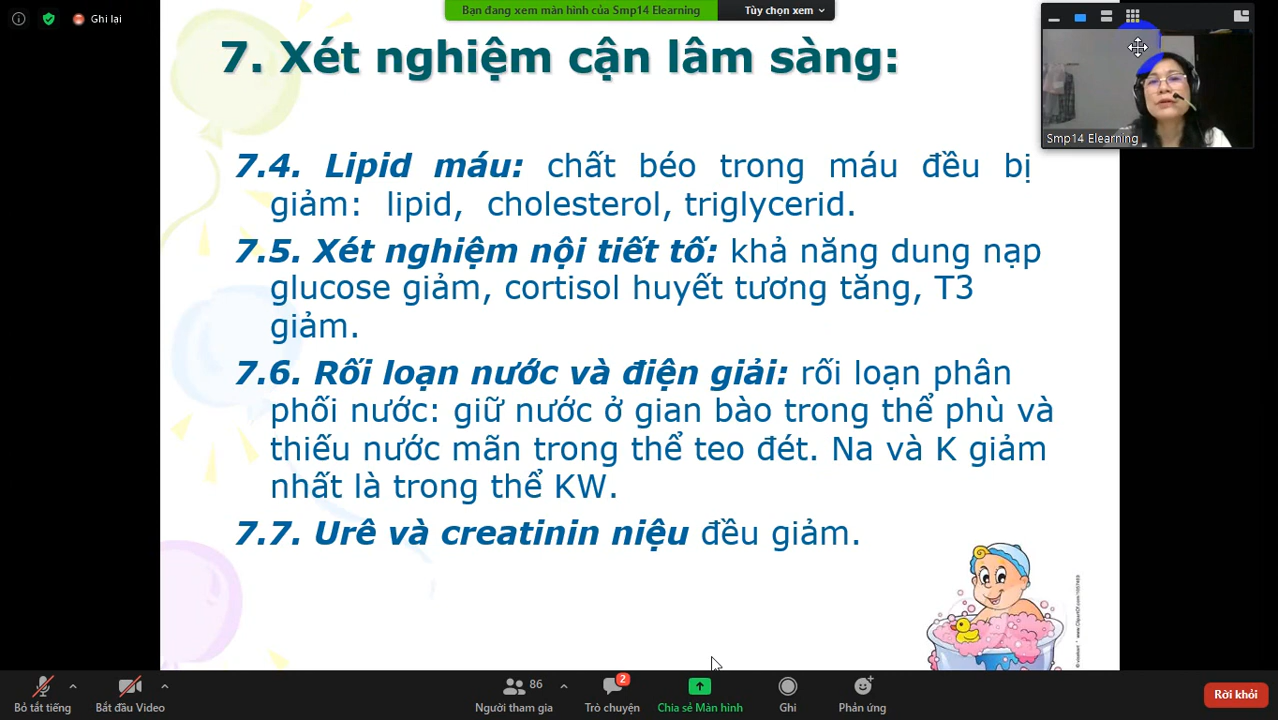 Ghi lại
Bạn đang xem màn hình của Smp14 Elearning
Tùy chọn xem
7. Xét nghiệm cận lâm sàng:
Smp14 Elearning
7.4. Lipid máu: chất béo trong máu đều bị
giảm: lipid, cholesterol, triglycerid.
7.5. Xét nghiệm nội tiết tố: khả năng dung nạp
glucose giảm, cortisol huyết tương tăng, T3
giảm.
7.6. Rối loạn nước và điện giải: rối loạn phân
phối nước: giữ nước ở gian bào trong thể phù và
thiếu nước mãn trong thể teo đét. Na và K giảm
nhất là trong thể KW.
7.7. Urê và creatinin niệu đều giảm.
Bỏ tắt tiếng
Bắt đầu Video
86
Người tham gia
2
Trò chuyện
Chia sẻ Màn hình
Ghi
Phản ứng
Rời khỏi